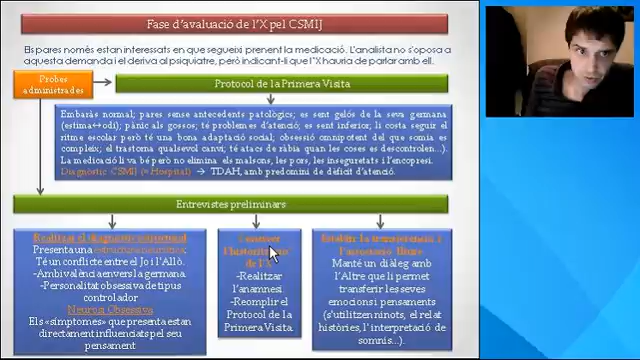 Fase d'avaluació de l'X pel CSMIJ
Els pares només estan interessats en que segueixi prenent la medicació. L'analista no s'oposa a
aquesta demanda i el deriva al psiquiatre, però indicant-li que l'X hauria de parlar amb ell.
Probes
administrades
Protocol de la Primera Visita
Embaràs normal; pares sense antecedents patològics; es sent gelós de la seva germana
(estima↔odi); pànic als gossos; té problemes d'atenció; es sent inferior; li costa seguir el
ritme escolar però té una bona adaptació social; obsessió omnipotent del que somia es
compleix; el trastorna qualsevol canvi; té atacs de ràbia quan les coses es descontrolen...).
La medicació li va bé però no elimina els malsons, les pors, les inseguretats i l'encopresi.
Diagnòstic CSMIJ (= Hospital) → TDAH, amb predomini de dèficit d'atenció.
Entrevistes preliminars
Realitzar el diagnòstic estructural
Presenta una estructura neuròtica
Té un conflicte entre el Jo i l'Allò.
-Ambivalència envers la germana.
-Personalitat obsessiva de tipus
controlador
Neurosi Obsessiva
Els «símptomes» que presenta estan
directament influenciats pel seu
pensament
de l'X
-Realitzar
l'anamnesi
-Reomplir el
Protocol de la
Primera Visita.
Establir la transferència i
l'associació lliure
Manté un diàleg amb
l'Altre que li permet
transferir les seves
emocions i pensaments
(s'utilitzen ninots, el relat
històries, l'interpretació de
somnis...).